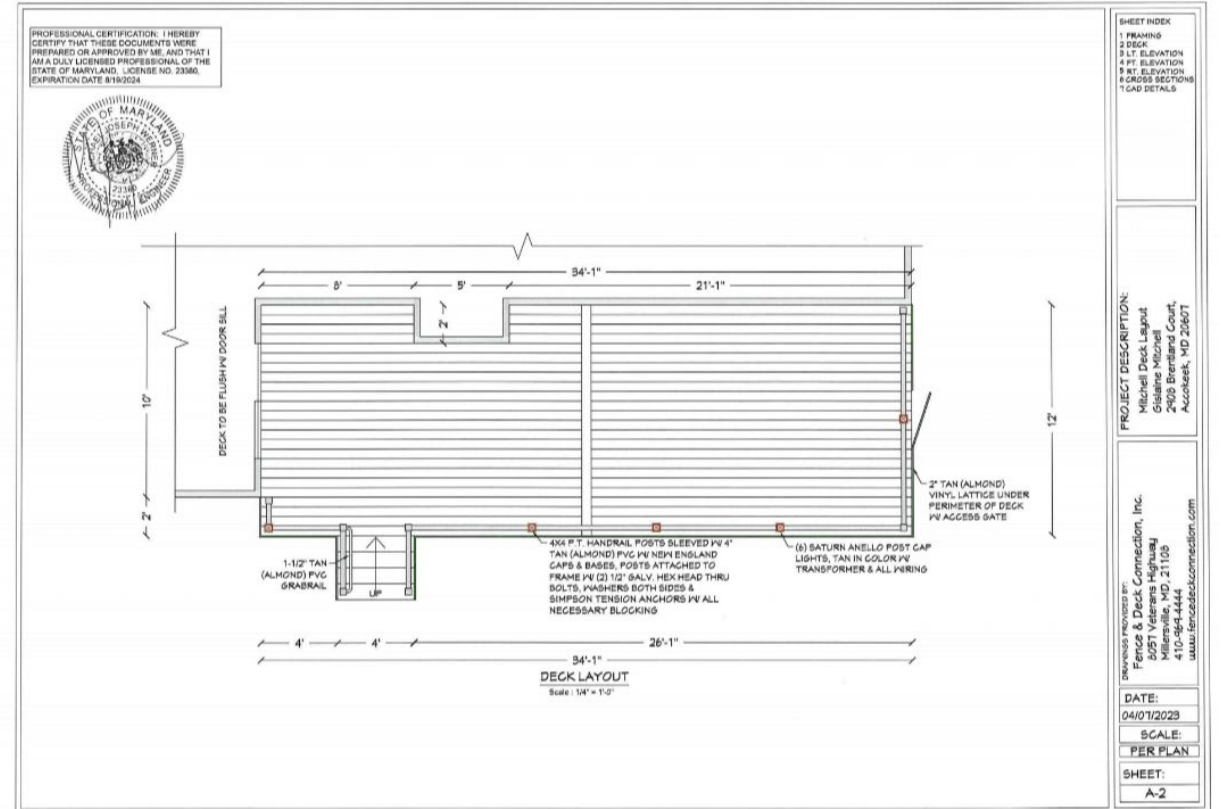 PROFESSIONAL CERTIFICATION: I HEREBY
CERTIFY THAT THESE DOCUMENTS WERE
PREPARED OR APPROVED BY ME, AND THAT I
AM A DULY LICENSED PROFESSIONAL OF THE
STATE OF MARYLAND, LICENSE NO. 23380,
EXPIRATION DATE 8/19/2024
STATE OF MARYLAND
JOSEPH WERNER
23380
PROFESSIONAL ENGINEER
34'-1"
8'
5'
21'-1"
2'
10'
2'
12'
DECK TO BE FLUSH W/ DOOR SILL
2" TAN (ALMOND)
VINYL LATTICE UNDER
PERIMETER OF DECK
W/ ACCESS GATE
1-1/2" TAN
(ALMOND) PVC
GRABRAIL
UP
4X4 P.T. HANDRAIL POSTS SLEEVED W/ 4"
TAN (ALMOND) PVC W/ NEW ENGLAND
CAPS & BASES, POSTS ATTACHED TO
FRAME W/ (2) 1/2" GALV. HEX HEAD THRU
BOLTS, WASHERS BOTH SIDES &
SIMPSON TENSION ANCHORS W/ ALL
NECESSARY BLOCKING
(6) SATURN ANELLO POST CAP
LIGHTS, TAN IN COLOR W/
TRANSFORMER & ALL WIRING
4'
4'
26'-1"
34'-1"
DECK LAYOUT
Scale : 1/4" = 1'-0"
SHEET INDEX
1 FRAMING
2 DECK
3 LT. ELEVATION
4 FT. ELEVATION
5 RT. ELEVATION
6 CROSS SECTIONS
7 CAD DETAILS
PROJECT DESCRIPTION:
Mitchell Deck Layout
Gislaine Mitchell
2908 Brentland Court,
Accokeek, MD 20607
DRAWINGS PROVIDED BY:
Fence & Deck Connection, Inc.
8057 Veterans Highway
Millersville, MD, 21108
410-969-4444
www.fencedeckconnection.com
DATE:
04/07/2023
SCALE:
PER PLAN
SHEET:
A-2